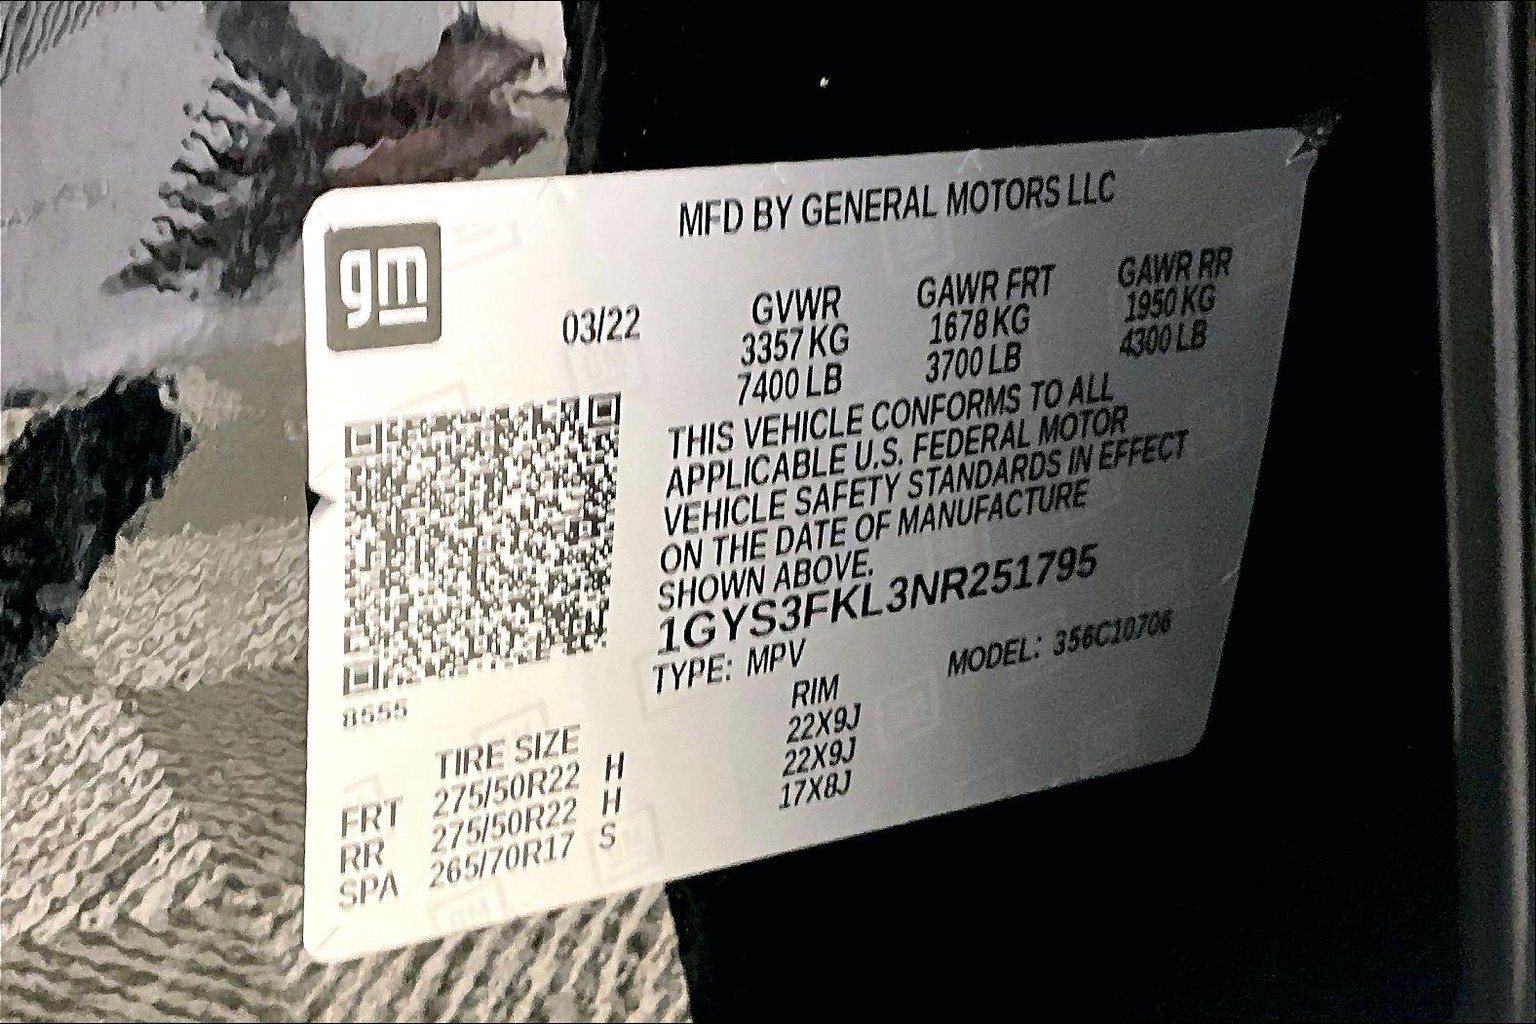 MFD BY GENERAL MOTORS LLC
gm
03/22
GVWR GAWR FRT GAWR RR
3357 KG 1678 KG 1950 KG
7400 LB 3700 LB 4300 LB
THIS VEHICLE CONFORMS TO ALL
APPLICABLE U.S. FEDERAL MOTOR
VEHICLE SAFETY STANDARDS IN EFFECT
ON THE DATE OF MANUFACTURE
SHOWN ABOVE.
1GYS3FKL3NR251795
TYPE: MPV MODEL: 356C10706
8555
TIRE SIZE RIM
FRT 275/50R22 H 22X9J
RR 275/50R22 H 22X9J
SPA 265/70R17 S 17X8J